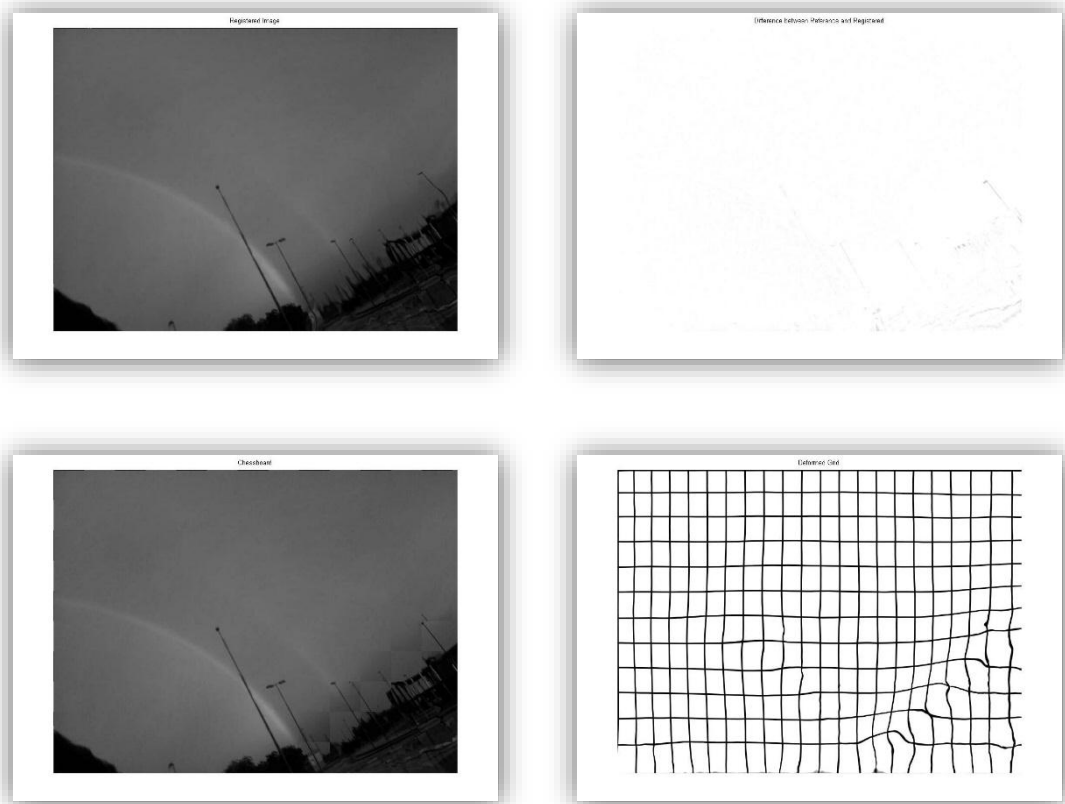 Registered Image
Difference between Reference and Registered
Chessboard
Deformed Grid